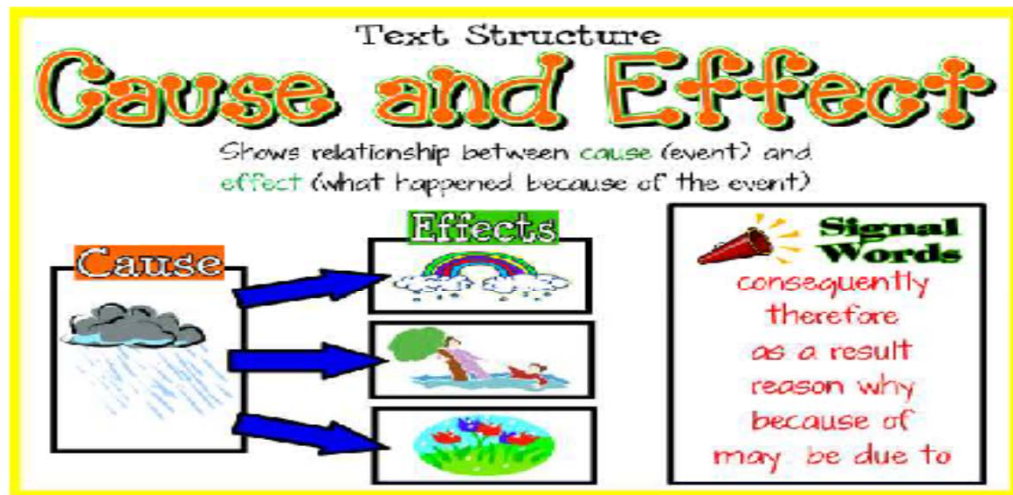 Text Structure
Cause and Effect
Shows relationship between cause (event) and
effect (what happened because of the event)
Cause
Effects
Signal
Words
consequently
therefore
as a result
reason why
because of
may be due to